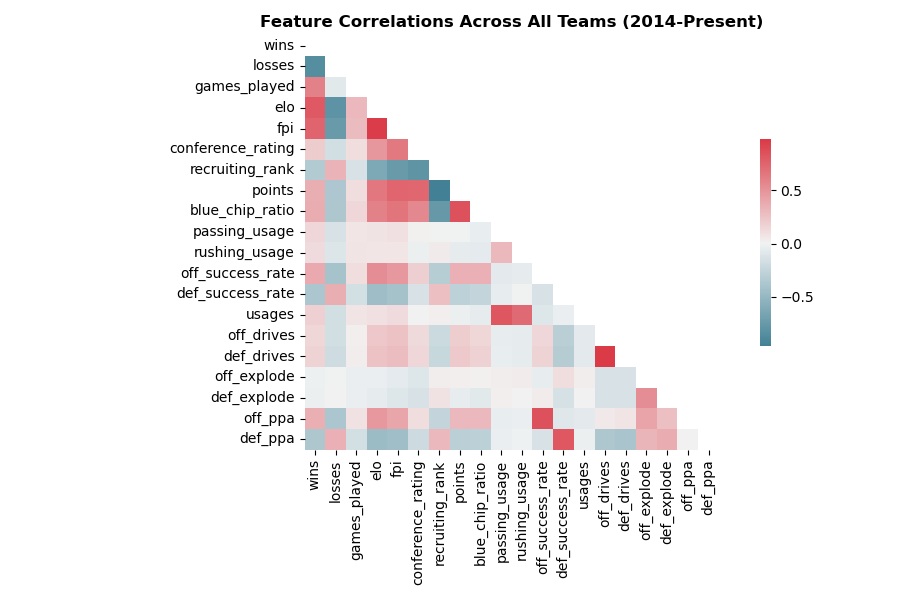 Feature Correlations Across All Teams (2014-Present)
wins
losses
games_played
elo
fpi
conference_rating
recruiting_rank
points
blue_chip_ratio
passing_usage
rushing_usage
off_success_rate
def_success_rate
usages
off_drives
def_drives
off_explode
def_explode
off_ppa
def_ppa
wins
losses
games_played
elo
fpi
conference_rating
recruiting_rank
points
blue_chip_ratio
passing_usage
rushing_usage
off_success_rate
def_success_rate
usages
off_drives
def_drives
off_explode
def_explode
off_ppa
def_ppa
0.5
0.0
−0.5